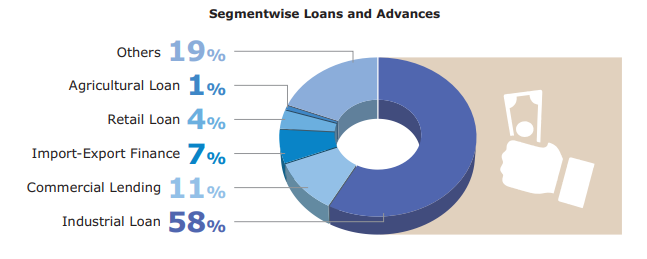 Segmentwise Loans and Advances
Others 19%
Agricultural Loan 1%
Retail Loan 4%
Import-Export Finance 7%
Commercial Lending 11%
Industrial Loan 58%